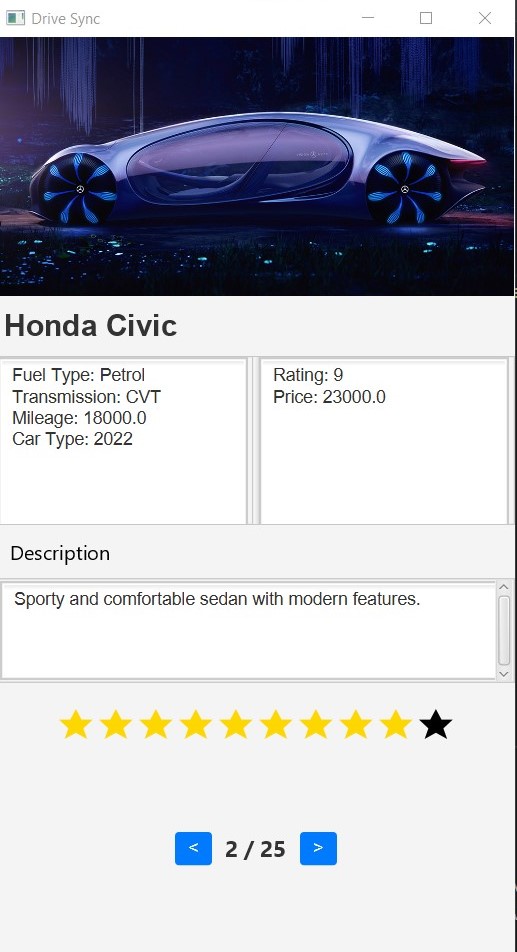 Drive Sync
Honda Civic
Fuel Type: Petrol
Transmission: CVT
Mileage: 18000.0
Car Type: 2022
Rating: 9
Price: 23000.0
Description
Sporty and comfortable sedan with modern features.
< 2 / 25 >